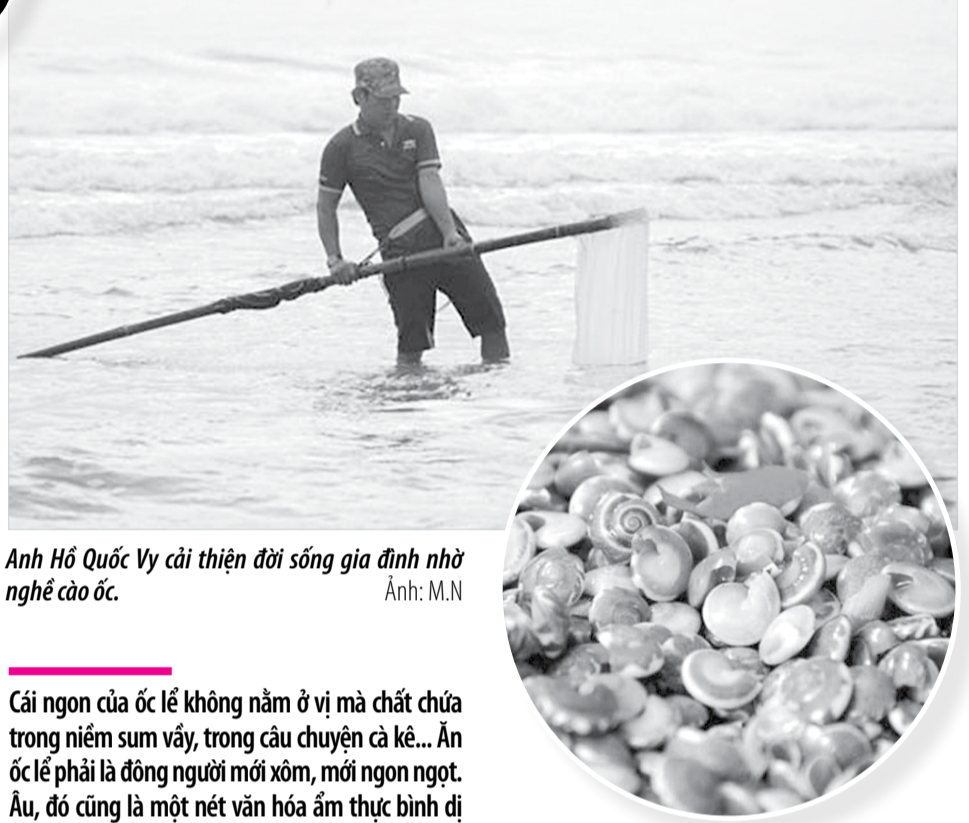 Anh Hồ Quốc Vy cải thiện đời sống gia đình nhờ
nghề cào ốc. Ảnh: M.N
Cái ngon của ốc lể không nằm ở vị mà chất chứa
trong niềm sum vầy, trong câu chuyện cà kê... Ăn
ốc lể phải là đông người mới xôm, mới ngon ngọt.
Âu, đó cũng là một nét văn hóa ẩm thực bình dị